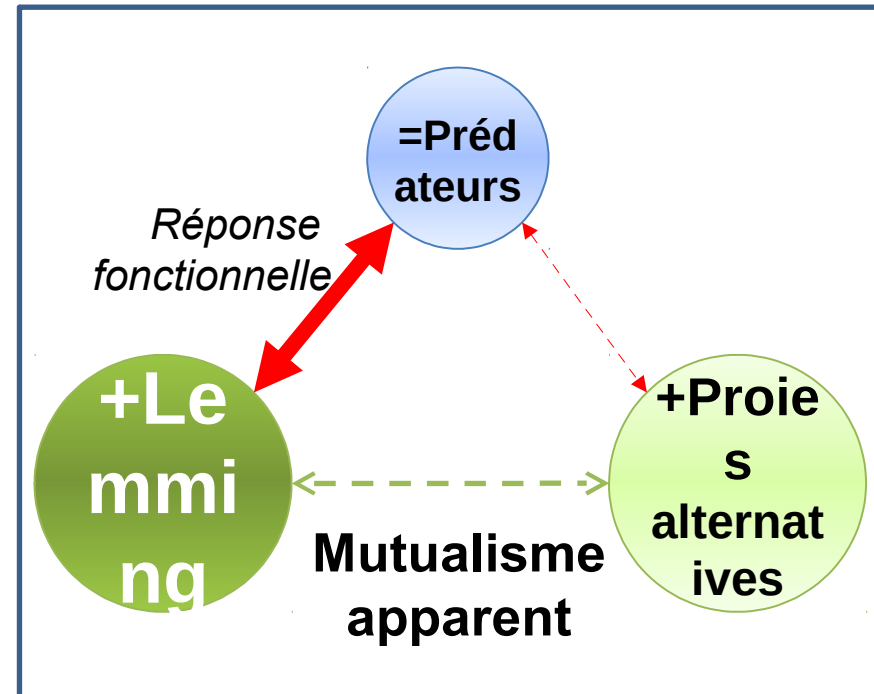 =Préd
ateurs
Réponse
fonctionnelle
+Le
mmi
ng
+Proie
s
alternat
ives
Mutualisme
apparent